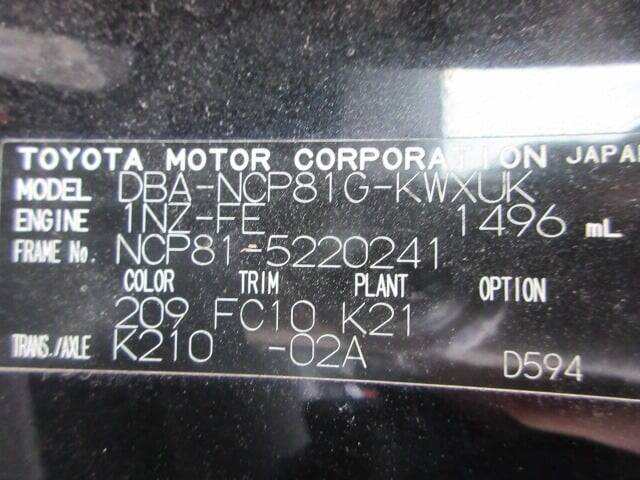 TOYOTA MOTOR CORPORATION JAPAN
MODEL DBA-NCP81G-KWXUK
ENGINE 1NZ-FE 1496 mL
FRAME No. NCP81-5220241
COLOR TRIM PLANT OPTION
209 FC10 K21
TRANS./AXLE K210 -02A D594